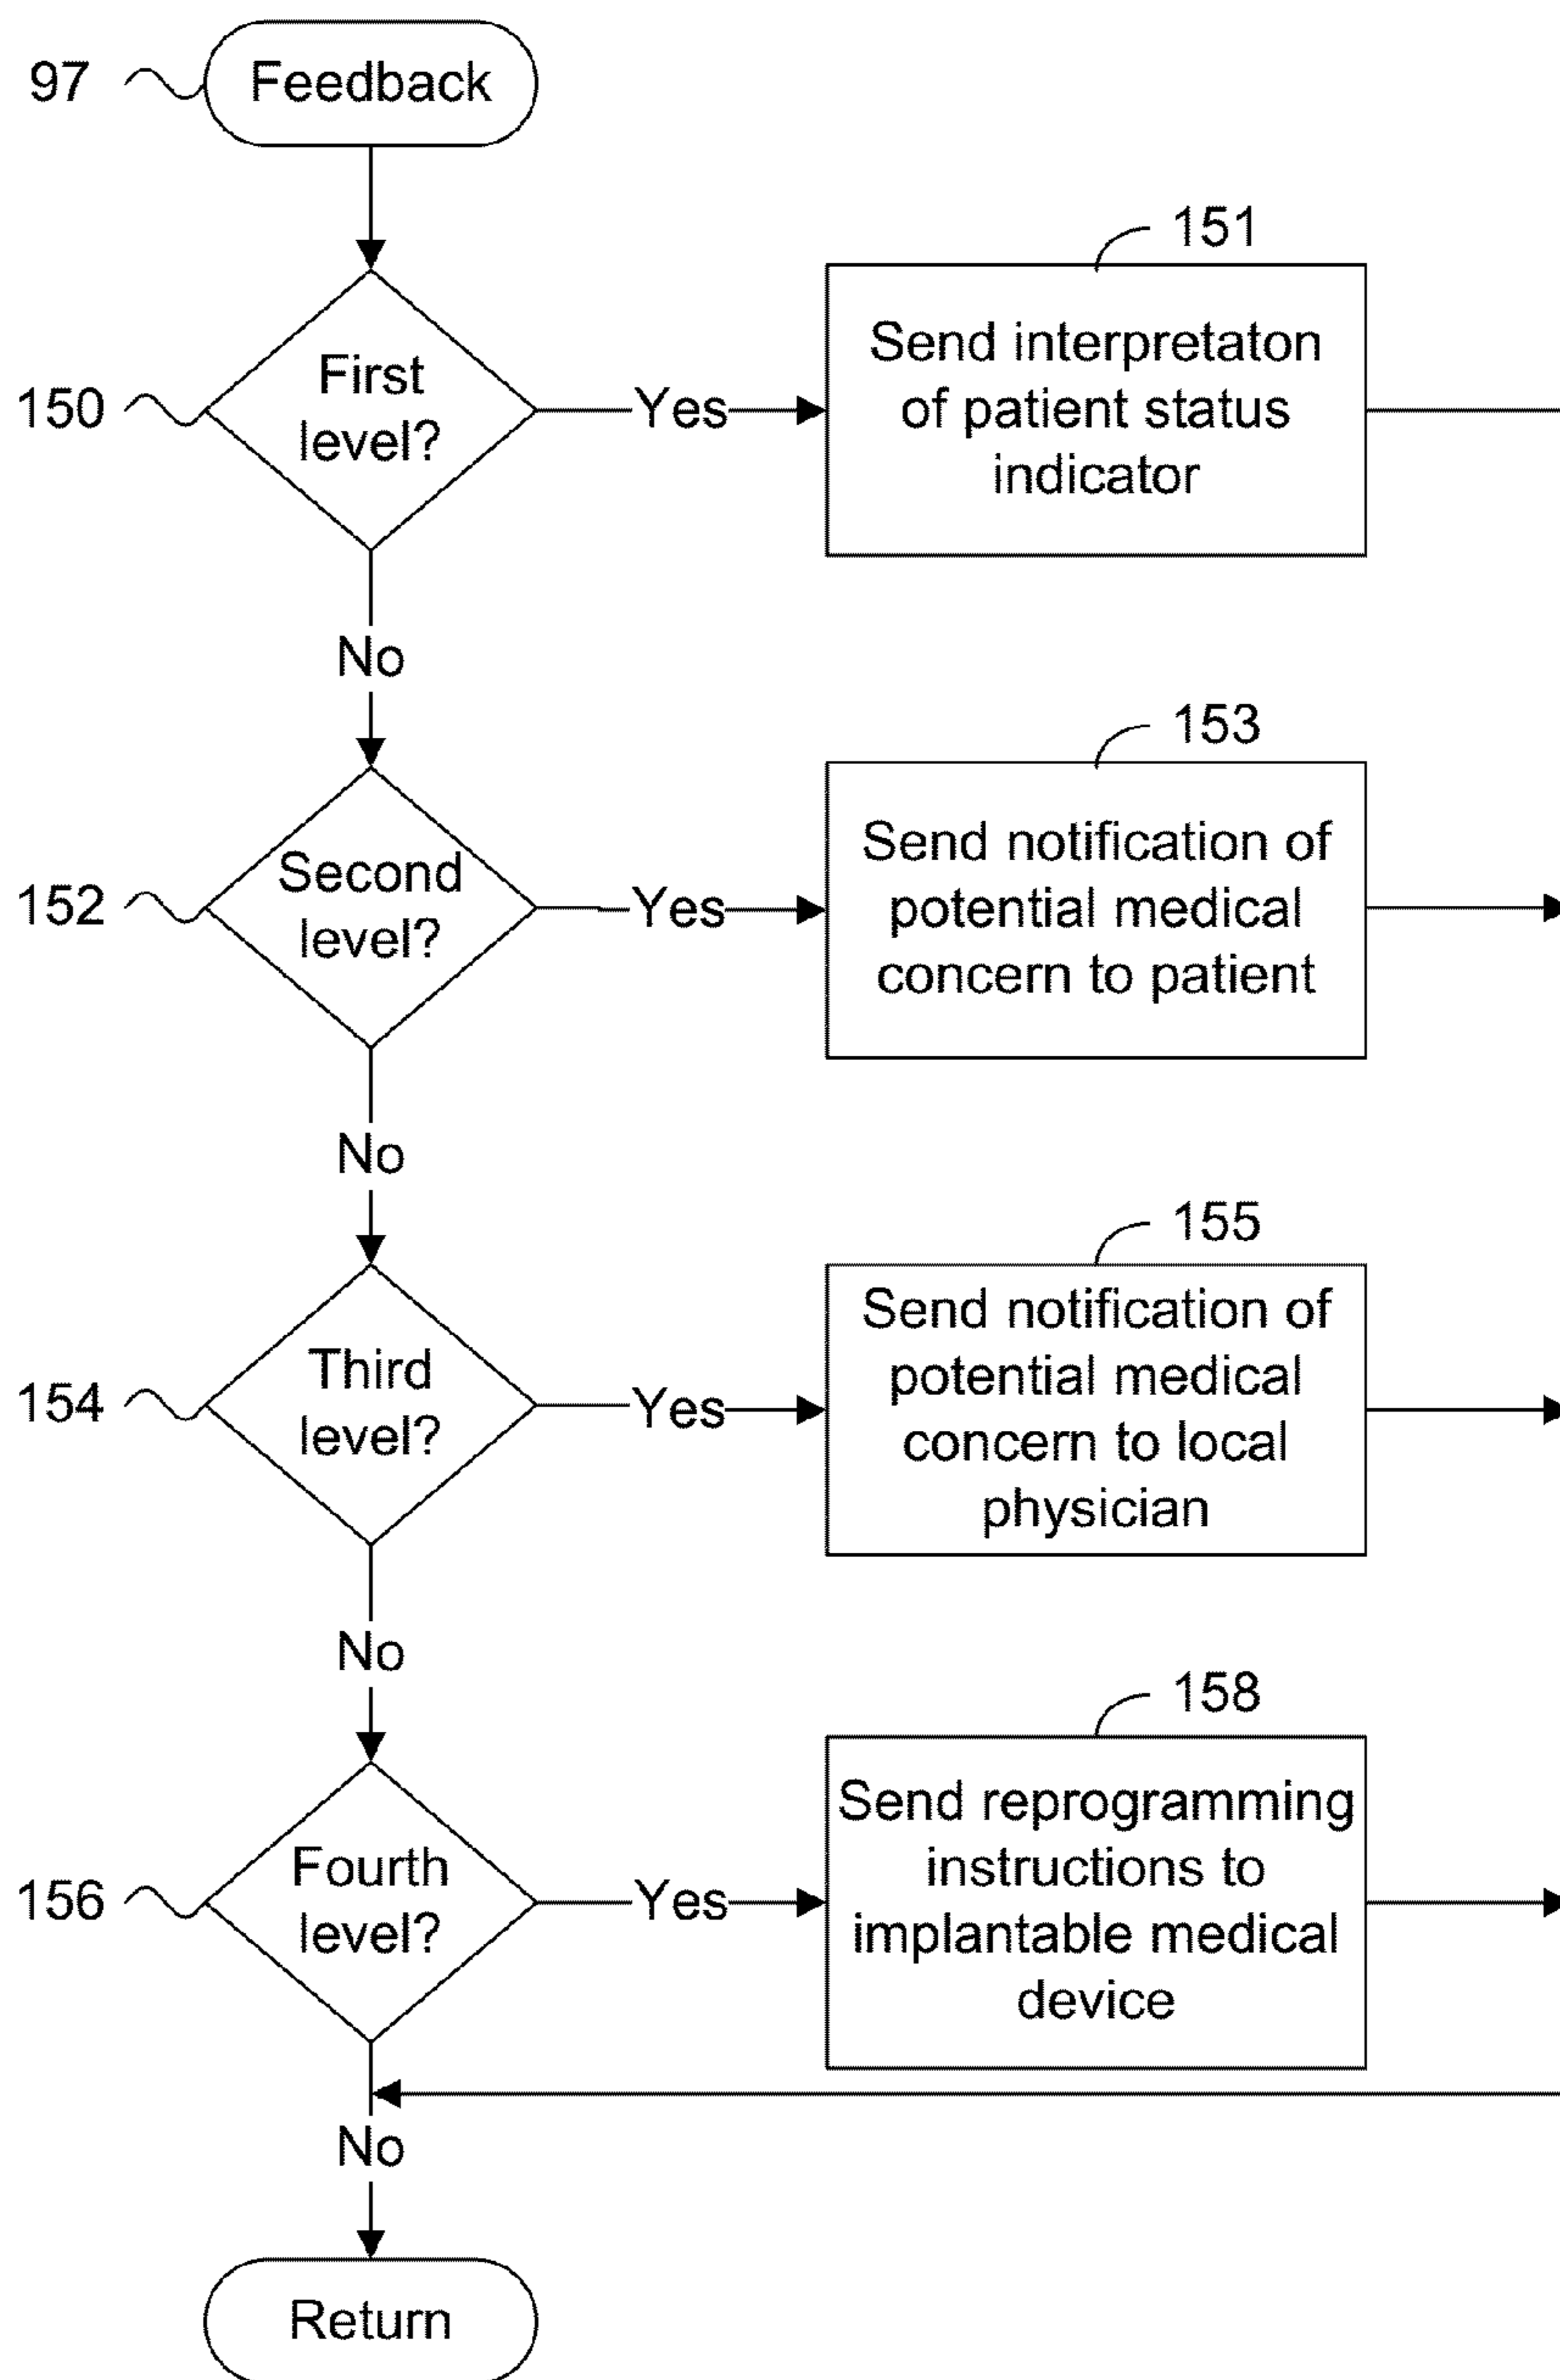 97
Feedback
151
150
First
level?
Yes
Send interpretaton
of patient status
indicator
No
153
152
Second
level?
Yes
Send notification of
potential medical
concern to patient
No
155
154
Third
level?
Yes
Send notification of
potential medical
concern to local
physician
No
158
156
Fourth
level?
Yes
Send reprogramming
instructions to
implantable medical
device
No
Return